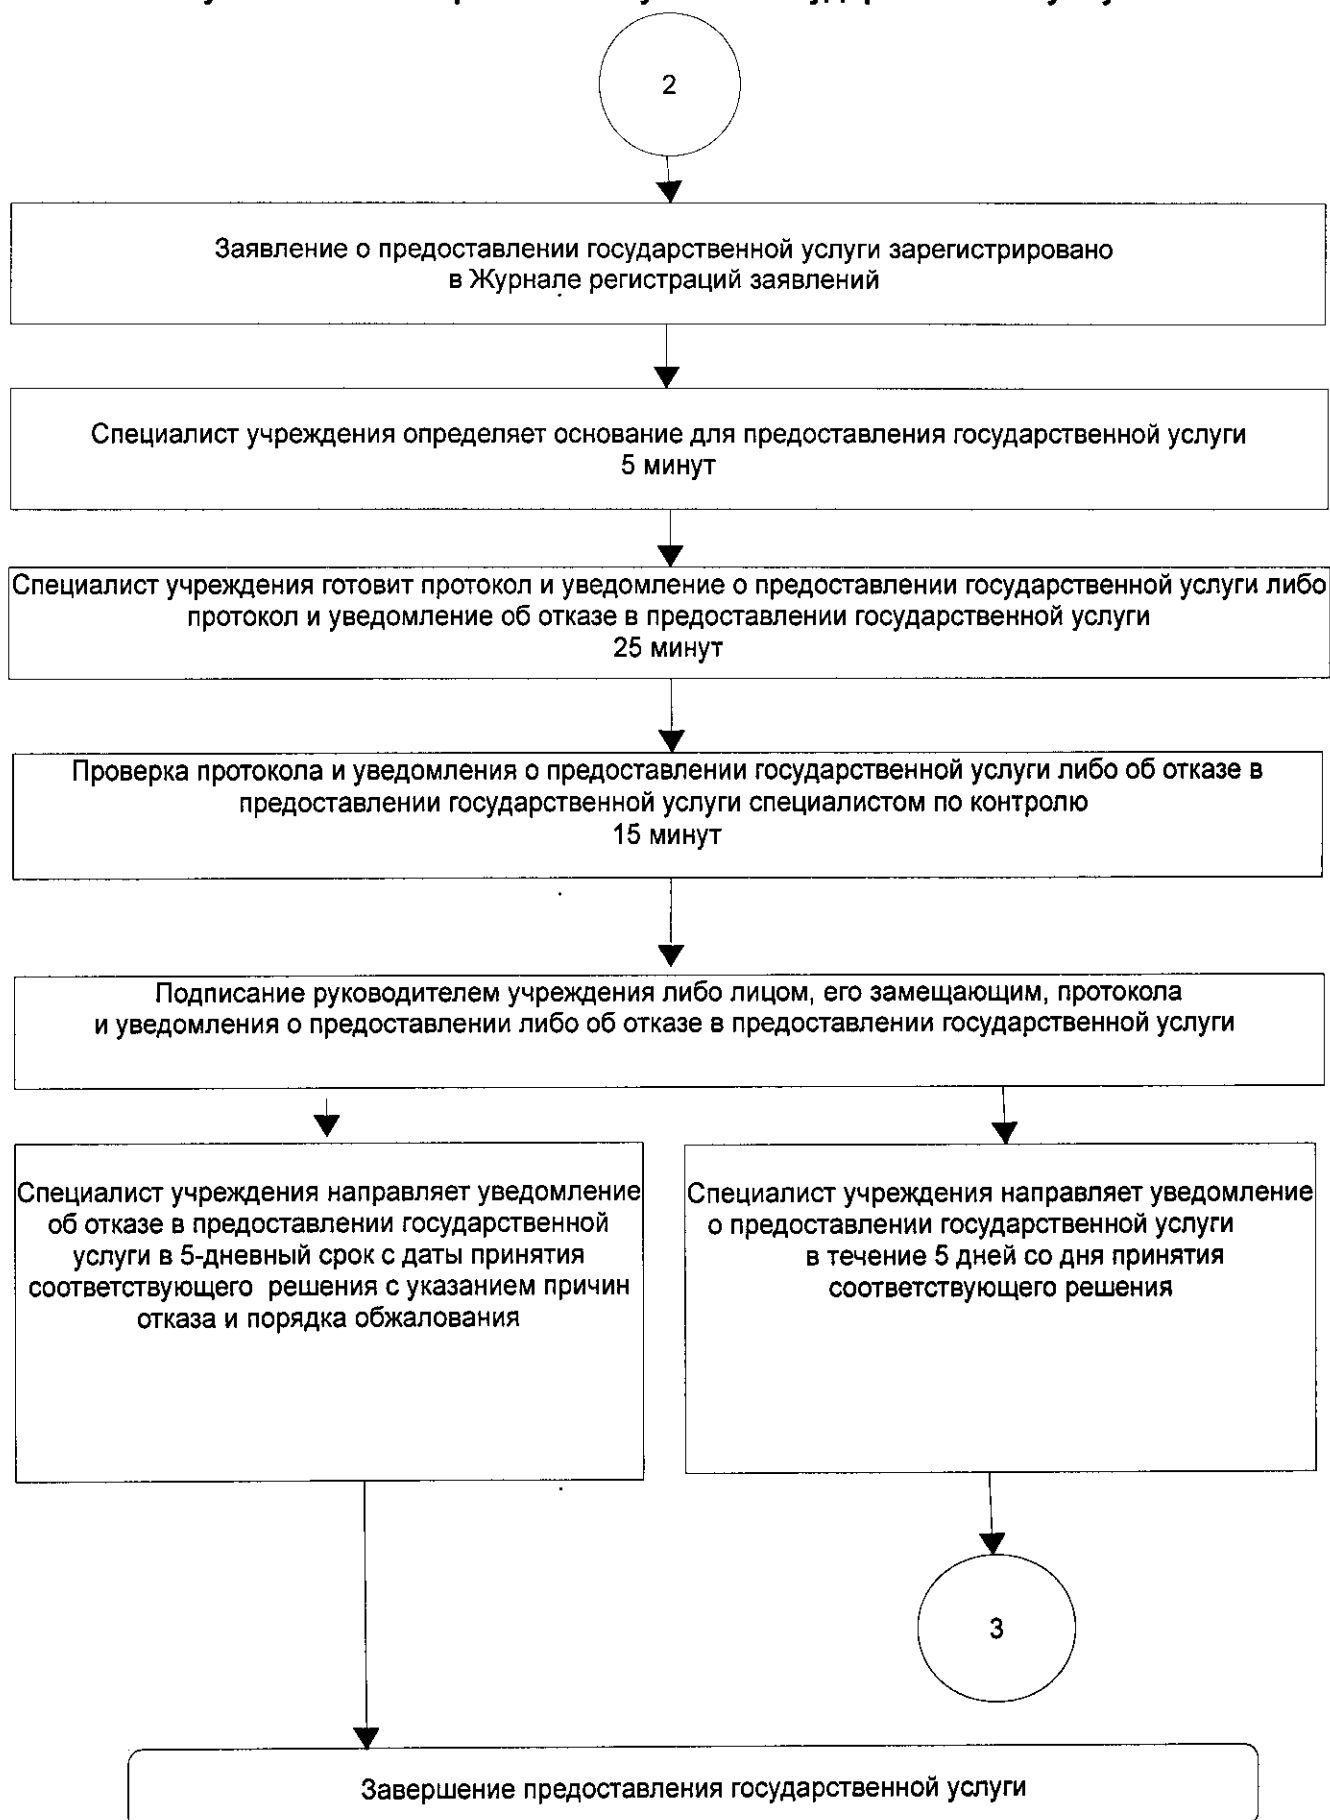 2
Заявление о предоставлении государственной услуги зарегистрировано
в Журнале регистраций заявлений
Специалист учреждения определяет основание для предоставления государственной услуги
5 минут
Специалист учреждения готовит протокол и уведомление о предоставлении государственной услуги либо
протокол и уведомление об отказе в предоставлении государственной услуги
25 минут
Проверка протокола и уведомления о предоставлении государственной услуги либо об отказе в
предоставлении государственной услуги специалистом по контролю
15 минут
Подписание руководителем учреждения либо лицом, его замещающим, протокола
и уведомления о предоставлении либо об отказе в предоставлении государственной услуги
Специалист учреждения направляет уведомление
об отказе в предоставлении государственной
услуги в 5-дневный срок с даты принятия
соответствующего решения с указанием причин
отказа и порядка обжалования
Специалист учреждения направляет уведомление
о предоставлении государственной услуги
в течение 5 дней со дня принятия
соответствующего решения
3
Завершение предоставления государственной услуги